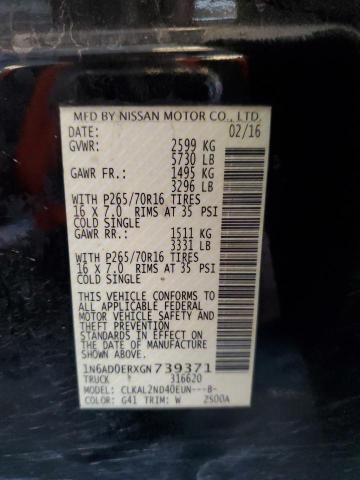 MFD BY NISSAN MOTOR CO., LTD.
DATE: 02/16
GVWR: 2599 KG
5730 LB
GAWR FR.: 1495 KG
3296 LB
WITH P265/70R16 TIRES
16 X 7.0 RIMS AT 35 PSI
COLD SINGLE
GAWR RR.: 1511 KG
3331 LB
WITH P265/70R16 TIRES
16 X 7.0 RIMS AT 35 PSI
COLD SINGLE
THIS VEHICLE CONFORMS TO
ALL APPLICABLE FEDERAL
MOTOR VEHICLE SAFETY
AND THEFT PREVENTION
STANDARDS IN EFFECT ON
THE DATE OF MANUFACTURE
SHOWN ABOVE
1N6AD0ERXGN739371
TRUCK 316620
MODEL: CLKAL2ND40EUN---B-
COLOR: G41 TRIM: W 2S00A